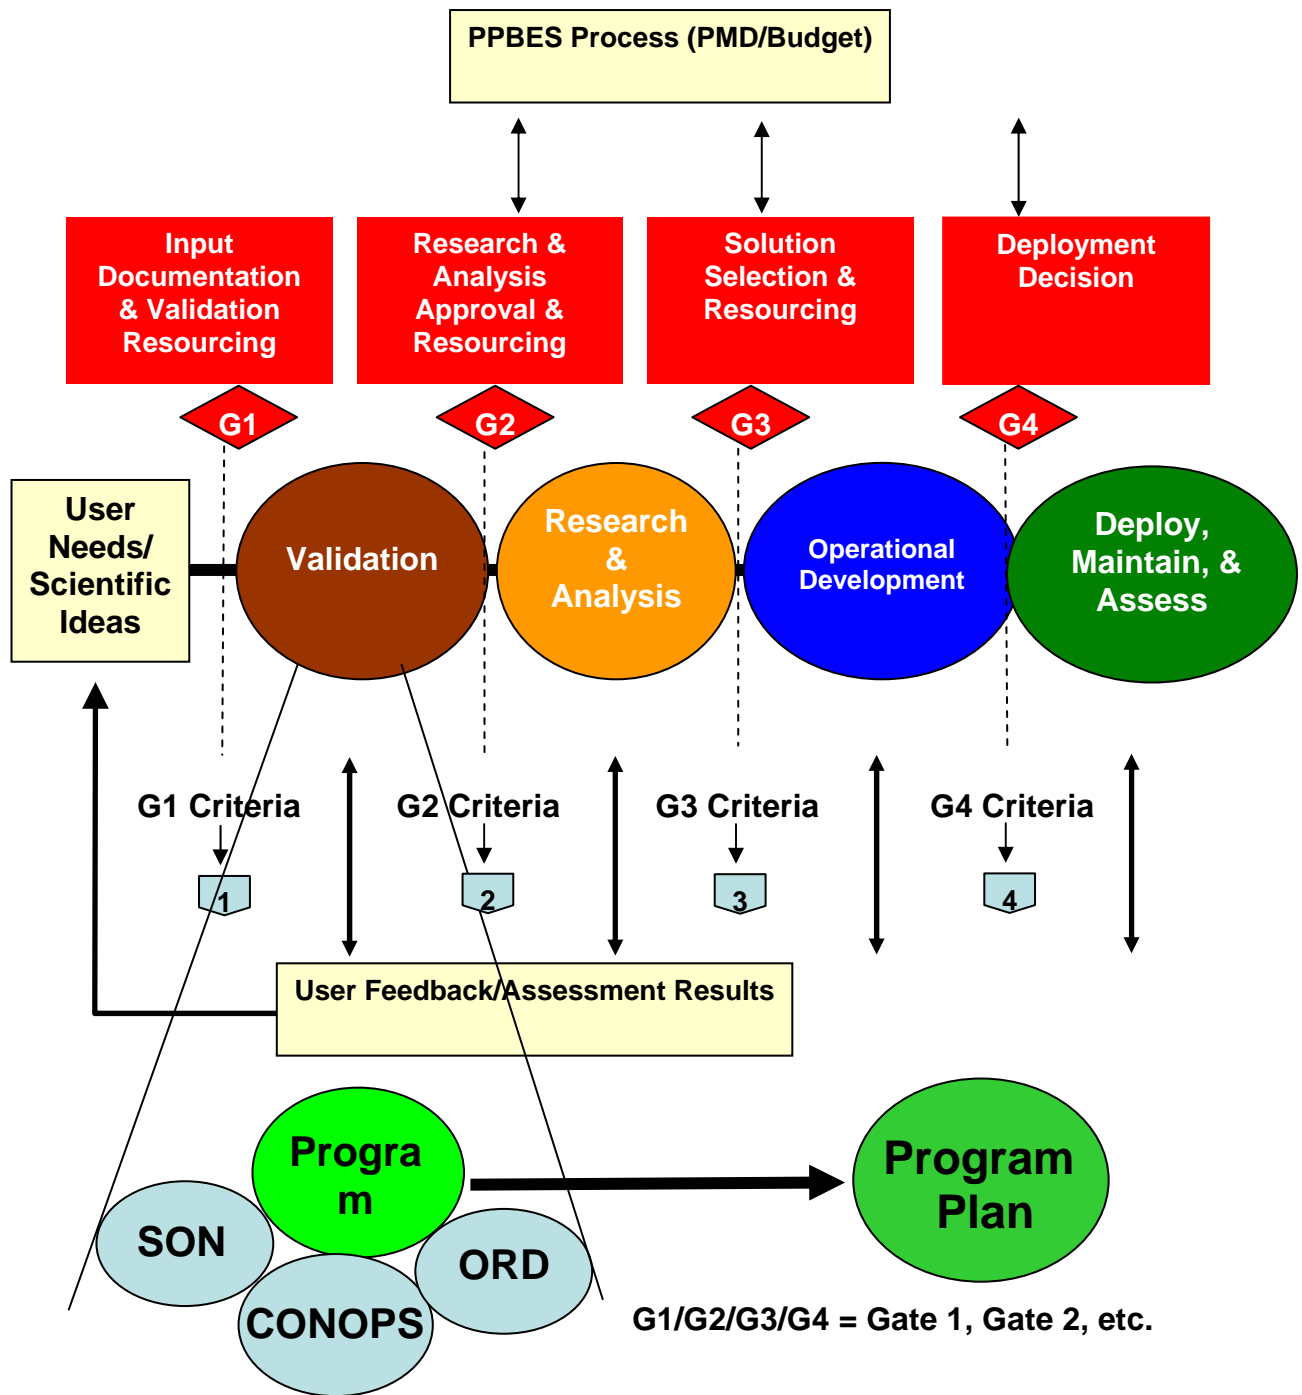 PPBES Process (PMD/Budget)
Input
Documentation
& Validation
Resourcing
Research &
Analysis
Approval &
Resourcing
Solution
Selection &
Resourcing
Deployment
Decision
G1
G2
G3
G4
User
Needs/
Scientific
Ideas
Validation
Research
&
Analysis
Operational
Development
Deploy,
Maintain, &
Assess
G1 Criteria
G2 Criteria
G3 Criteria
G4 Criteria
1
2
3
4
User Feedback/Assessment Results
Progra
m
Program
Plan
SON
ORD
CONOPS
G1/G2/G3/G4 = Gate 1, Gate 2, etc.